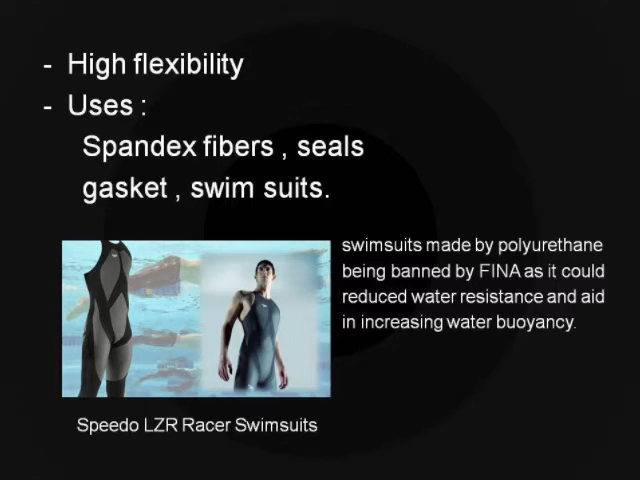 - High flexibility
- Uses :
Spandex fibers , seals
gasket , swim suits.
swimsuits made by polyurethane
being banned by FINA as it could
reduced water resistance and aid
in increasing water buoyancy.
Speedo LZR Racer Swimsuits